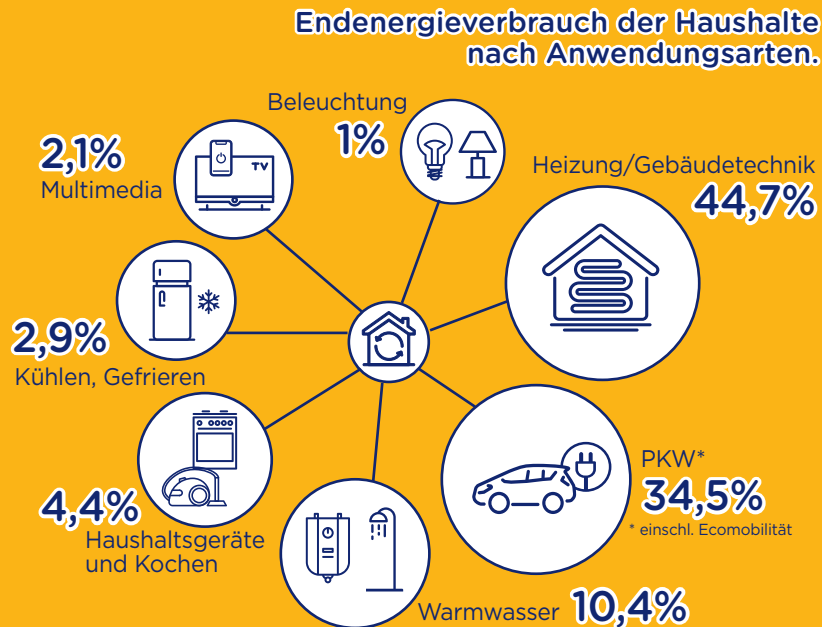 Endenergieverbrauch der Haushalte
nach Anwendungsarten.
Beleuchtung
1%
2,1%
Multimedia
TV
Heizung/Gebäudetechnik
44,7%
2,9%
Kühlen, Gefrieren
PKW*
34,5%
* einschl. Ecomobilität
4,4%
Haushaltsgeräte
und Kochen
Warmwasser 10,4%